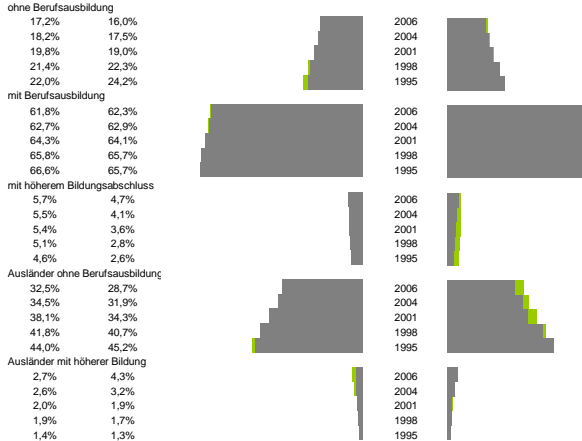 ohne Berufsausbildung
17,2% 16,0% 2006
18,2% 17,5% 2004
19,8% 19,0% 2001
21,4% 22,3% 1998
22,0% 24,2% 1995
mit Berufsausbildung
61,8% 62,3% 2006
62,7% 62,9% 2004
64,3% 64,1% 2001
65,8% 65,7% 1998
66,6% 65,7% 1995
mit höherem Bildungsabschluss
5,7% 4,7% 2006
5,5% 4,1% 2004
5,4% 3,6% 2001
5,1% 2,8% 1998
4,6% 2,6% 1995
Ausländer ohne Berufsausbildung
32,5% 28,7% 2006
34,5% 31,9% 2004
38,1% 34,3% 2001
41,8% 40,7% 1998
44,0% 45,2% 1995
Ausländer mit höherer Bildung
2,7% 4,3% 2006
2,6% 3,2% 2004
2,0% 1,9% 2001
1,9% 1,7% 1998
1,4% 1,3% 1995